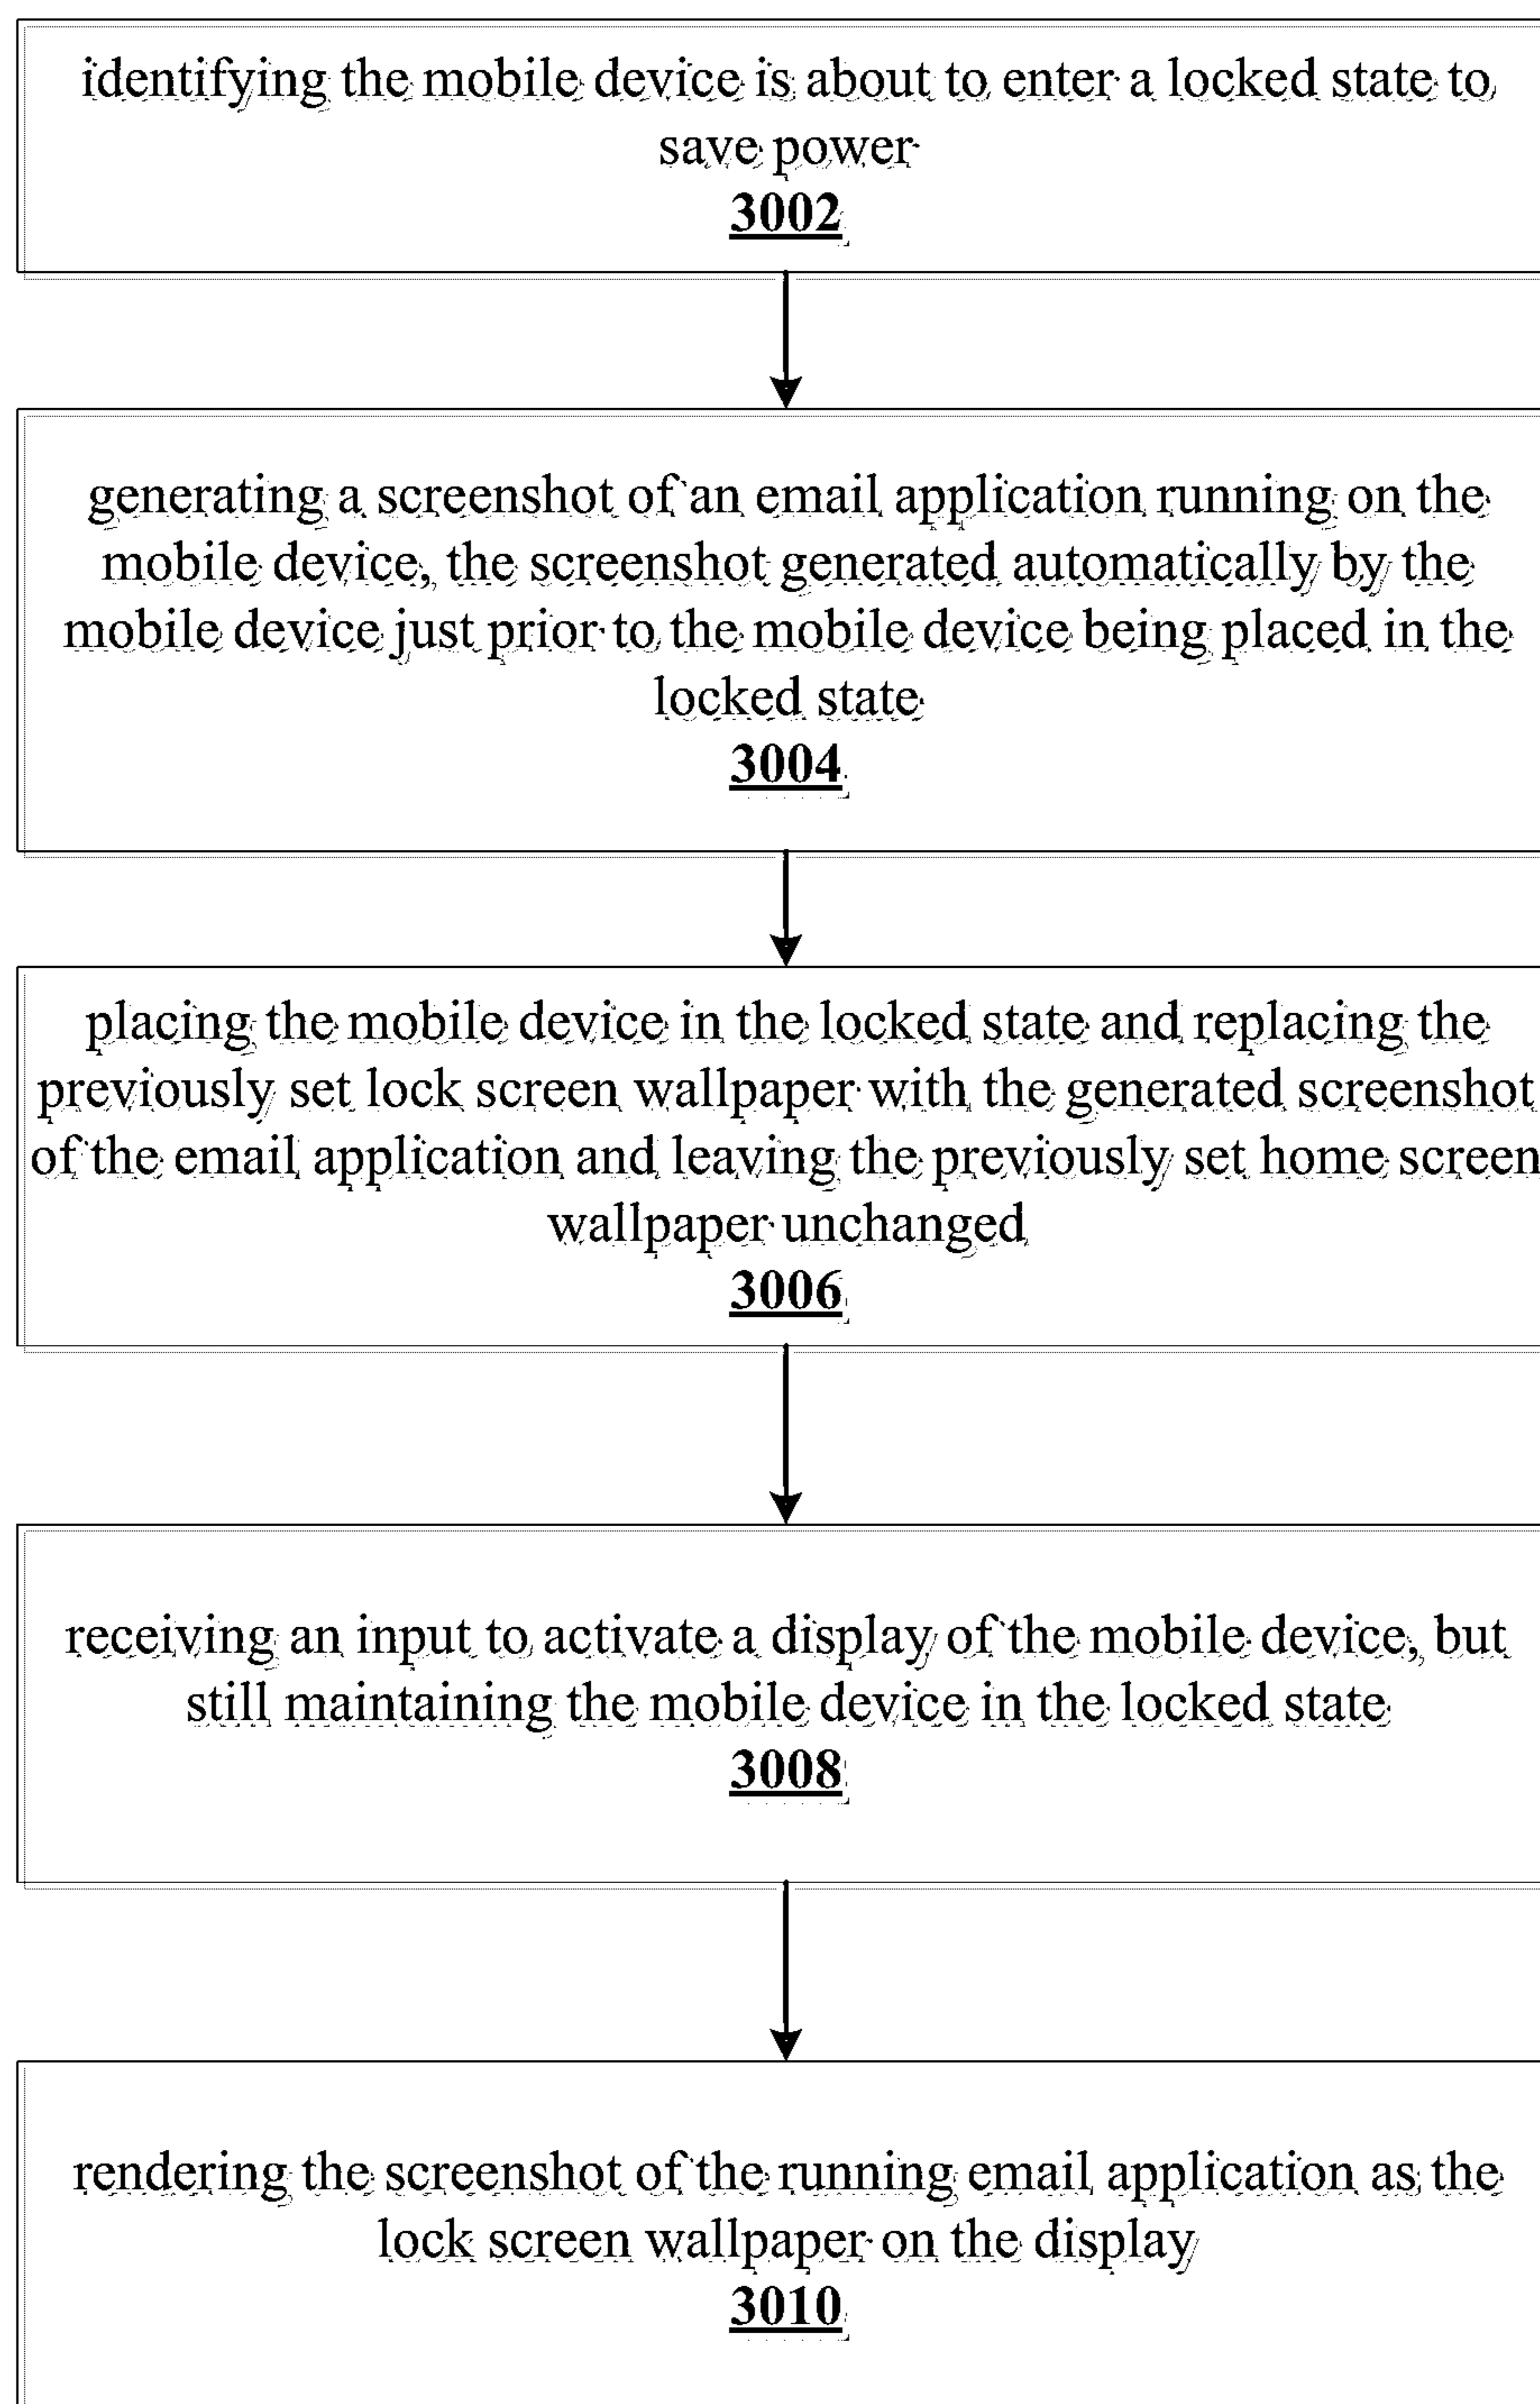 identifying the mobile device is about to enter a locked state to
save power
3002
generating a screenshot of an email application running on the
mobile device, the screenshot generated automatically by the
mobile device just prior to the mobile device being placed in the
locked state
3004
placing the mobile device in the locked state and replacing the
previously set lock screen wallpaper with the generated screenshot
of the email application and leaving the previously set home screen
wallpaper unchanged
3006
receiving an input to activate a display of the mobile device, but
still maintaining the mobile device in the locked state
3008
rendering the screenshot of the running email application as the
lock screen wallpaper on the display
3010